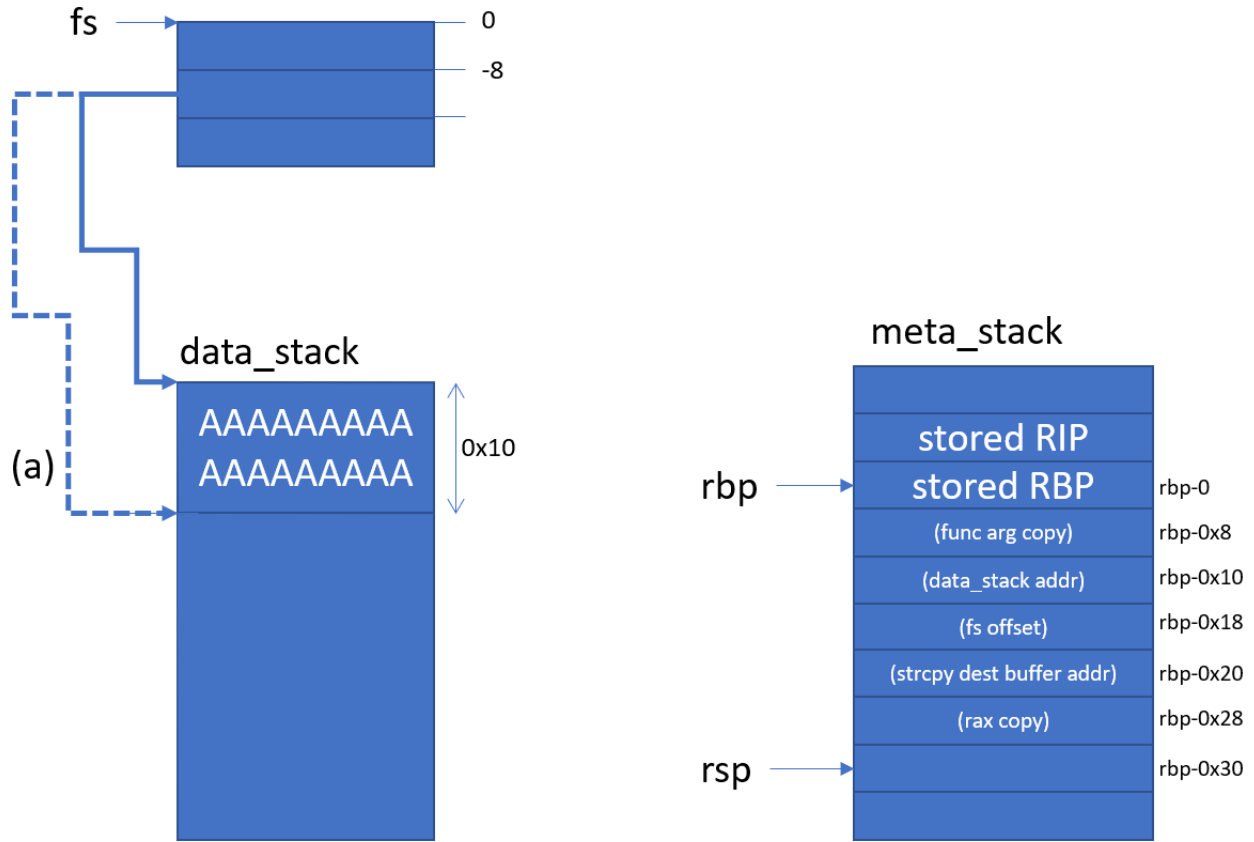 fs
0
-8
data_stack
AAAAAAAAA
AAAAAAAAA
0x10
(a)
meta_stack
stored RIP
rbp
stored RBP
rbp-0
(func arg copy)
rbp-0x8
(data_stack addr)
rbp-0x10
(fs offset)
rbp-0x18
(strcpy dest buffer addr)
rbp-0x20
(rax copy)
rbp-0x28
rsp
rbp-0x30